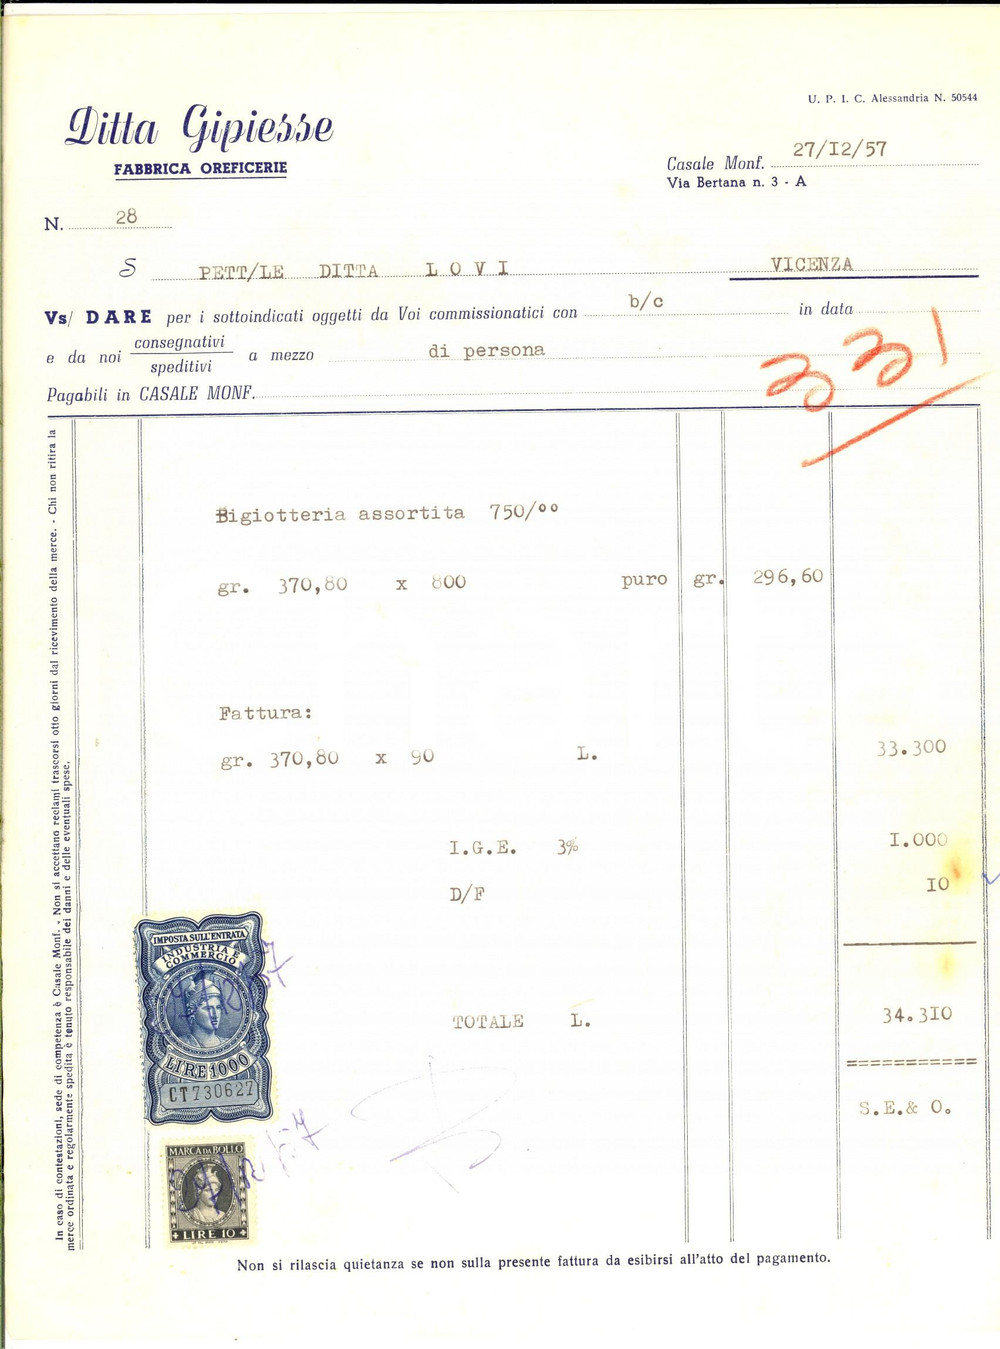 U. P. I. C. Alessandria N. 50544
Ditta Gipiesse
FABBRICA OREFICERIE
Casale Monf. 27/I2/57
Via Bertana n. 3 - A
N. 28
S PETT/LE DITTA L O V I VICENZA
Vs/ DARE per i sottoindicati oggetti da Voi commissionatici con b/c in data
e da noi consegnativi
speditivi a mezzo di persona
Pagabili in CASALE MONF.
331
Bigiotteria assortita 750/°°
gr. 370,80 x 800 puro gr. 296,60
Fattura:
gr. 370,80 x 90 L. 33.300
I.G.E. 3% I.000
D/F IO
TOTALE L. 34.3IO
===========
S.E.& O.
IMPOSTA SULL'ENTRATA
INDUSTRIA E
COMMERCIO
LIRE 1000
CT730627
MARCA DA BOLLO
LIRE 10
In caso di contestazioni, sede di competenza è Casale Monf. - Non si accettano reclami trascorsi otto giorni dal ricevimento della merce. - Chi non ritira la
merce ordinata e regolarmente spedita è tenuto responsabile dei danni e delle eventuali spese.
Non si rilascia quietanza se non sulla presente fattura da esibirsi all'atto del pagamento.